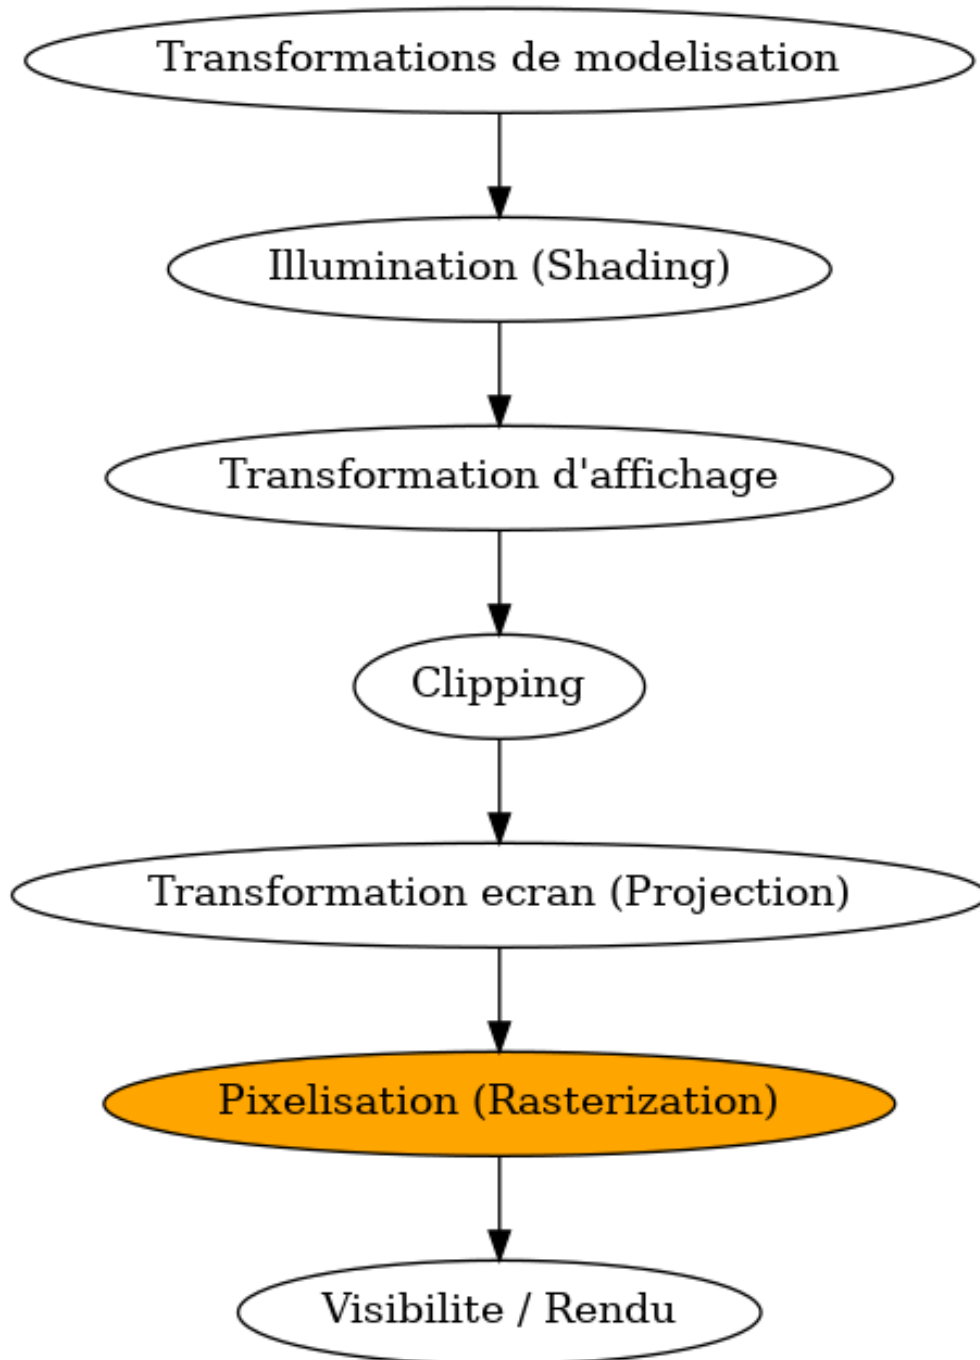 Transformations de modelisation
Illumination (Shading)
Transformation d'affichage
Clipping
Transformation ecran (Projection)
Pixelisation (Rasterization)
Visibilite / Rendu